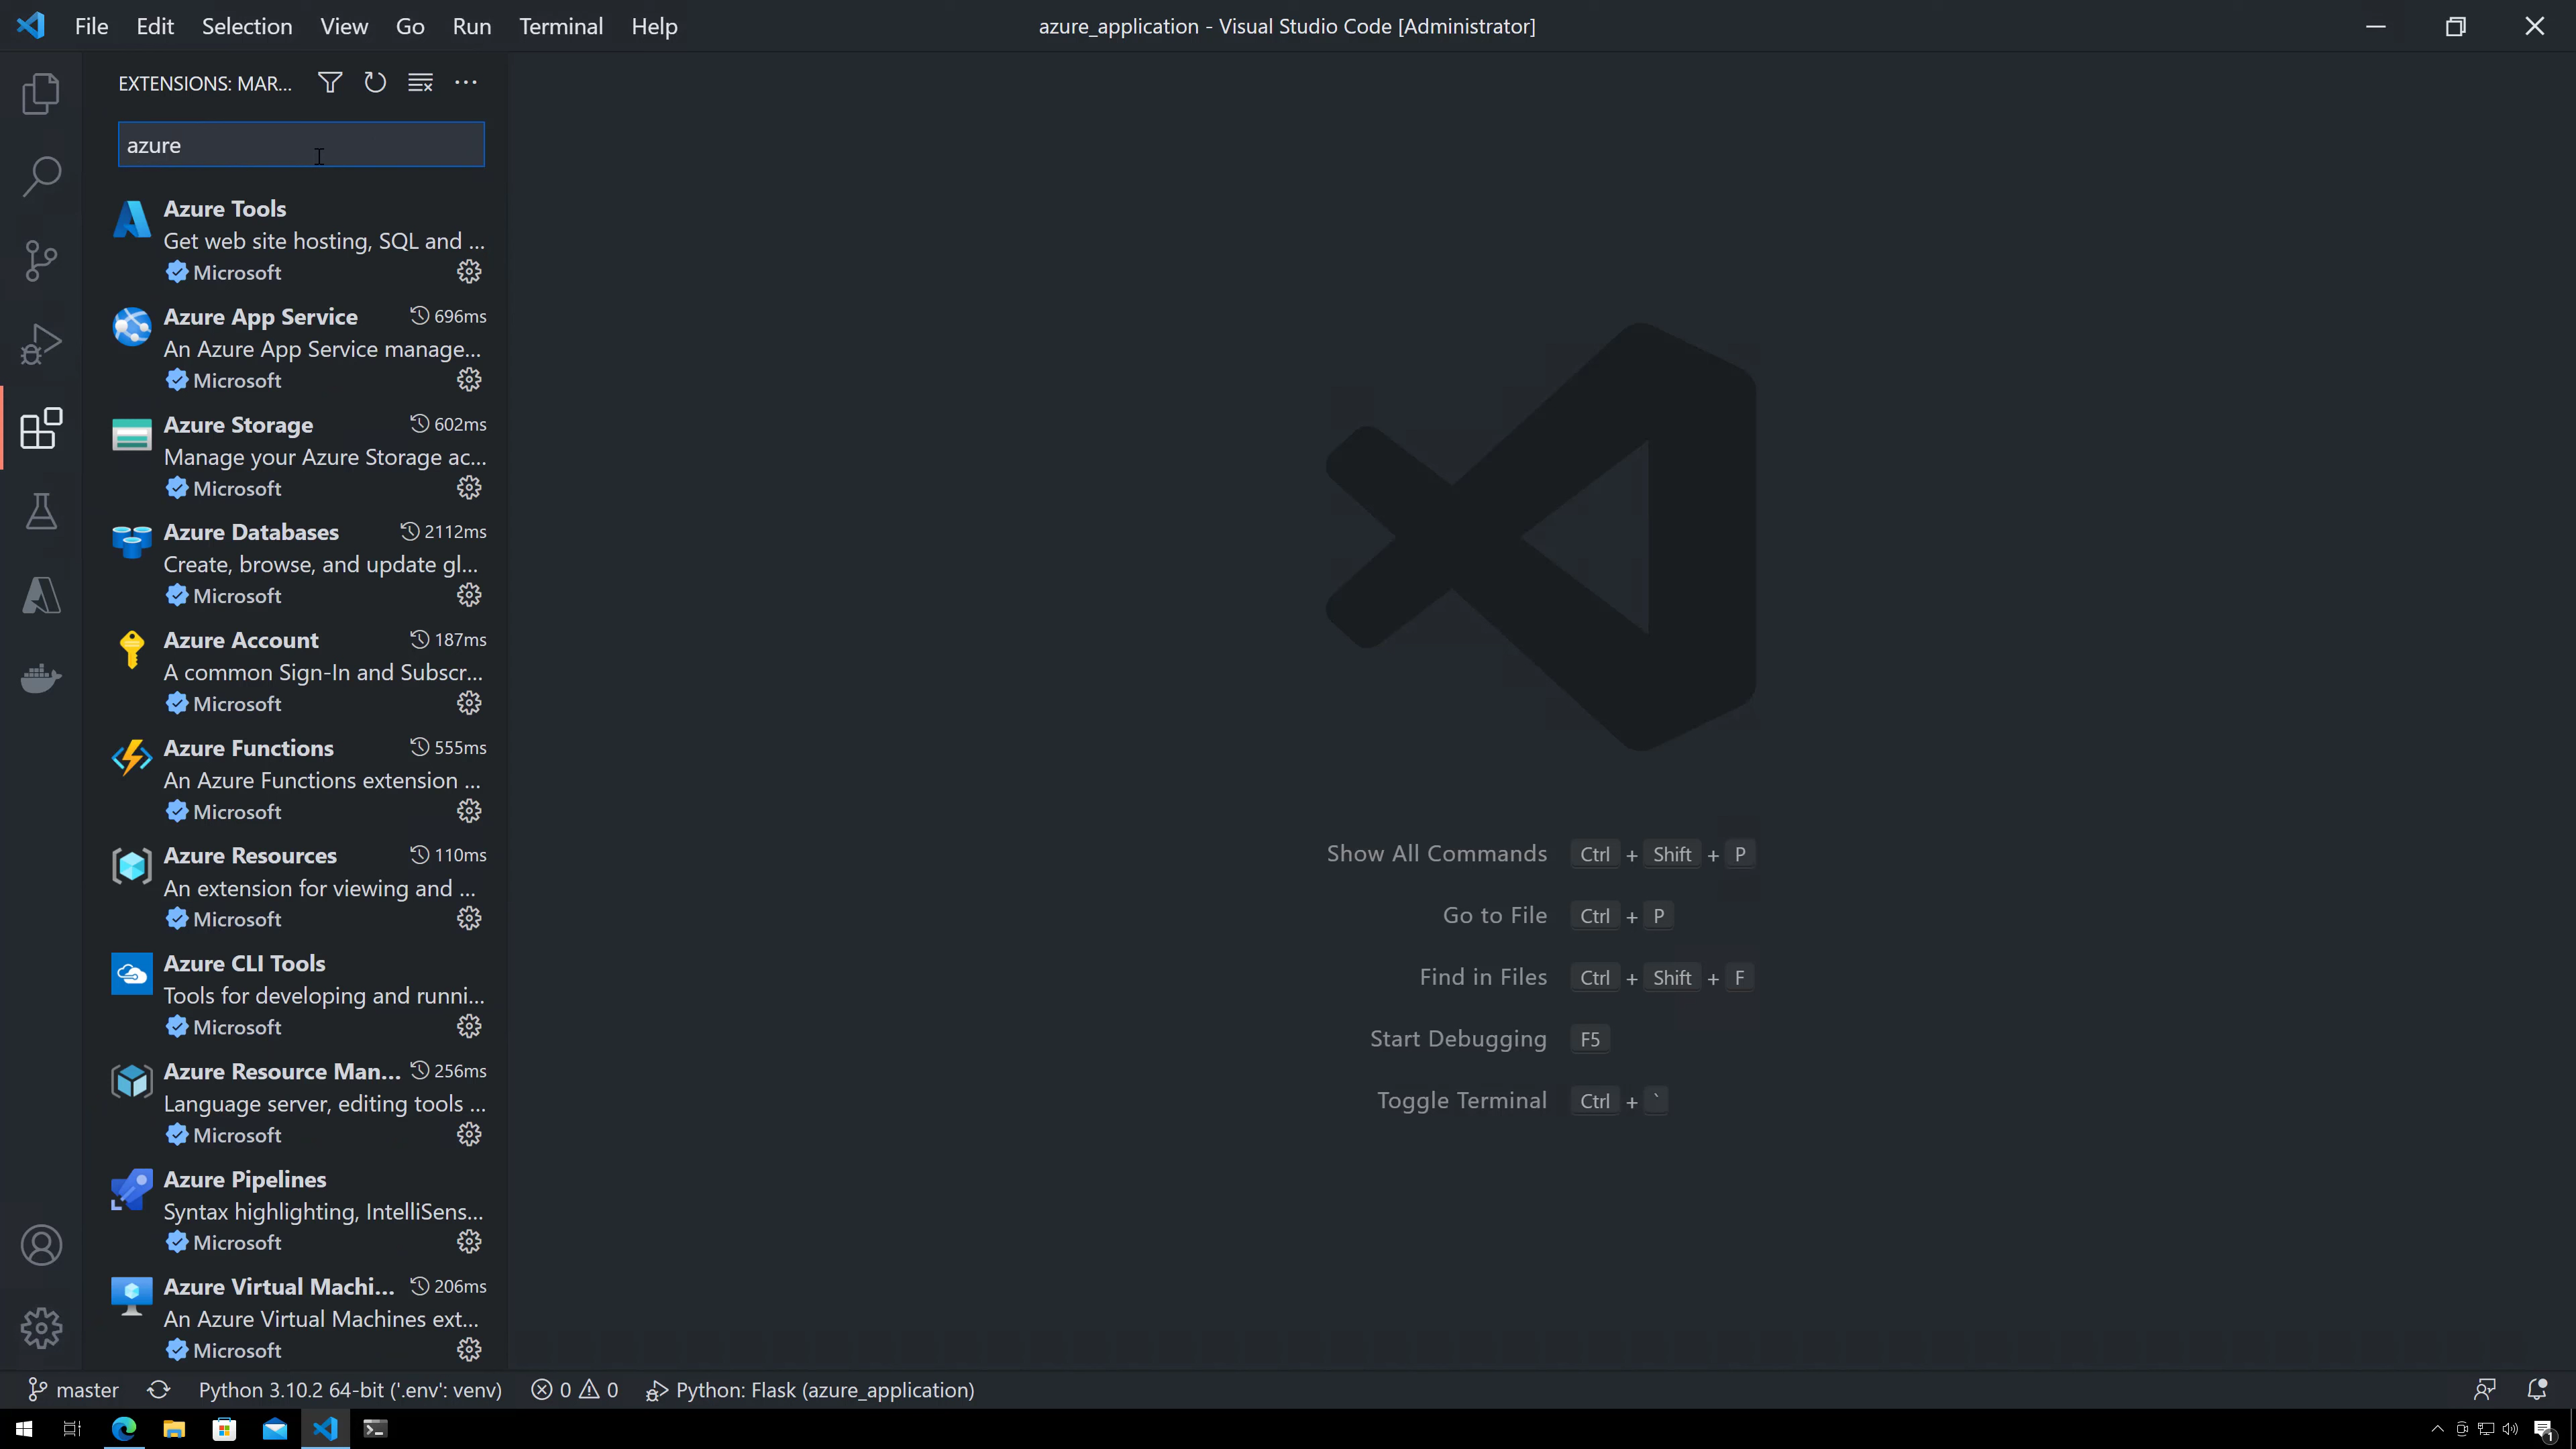 File Edit Selection View Go Run Terminal Help
azure_application - Visual Studio Code [Administrator]
EXTENSIONS: MAR...
azure
Azure Tools
Get web site hosting, SQL and ...
Microsoft
Azure App Service 696ms
An Azure App Service manage...
Microsoft
Azure Storage 602ms
Manage your Azure Storage ac...
Microsoft
Azure Databases 2112ms
Create, browse, and update gl...
Microsoft
Azure Account 187ms
A common Sign-In and Subscr...
Microsoft
Azure Functions 555ms
An Azure Functions extension ...
Microsoft
Azure Resources 110ms
An extension for viewing and ...
Microsoft
Azure CLI Tools
Tools for developing and runni...
Microsoft
Azure Resource Man... 256ms
Language server, editing tools ...
Microsoft
Azure Pipelines
Syntax highlighting, IntelliSens...
Microsoft
Azure Virtual Machi... 206ms
An Azure Virtual Machines ext...
Microsoft
Show All Commands Ctrl + Shift + P
Go to File Ctrl + P
Find in Files Ctrl + Shift + F
Start Debugging F5
Toggle Terminal Ctrl + `
master Python 3.10.2 64-bit ('.env': venv) 0 0 Python: Flask (azure_application)
1